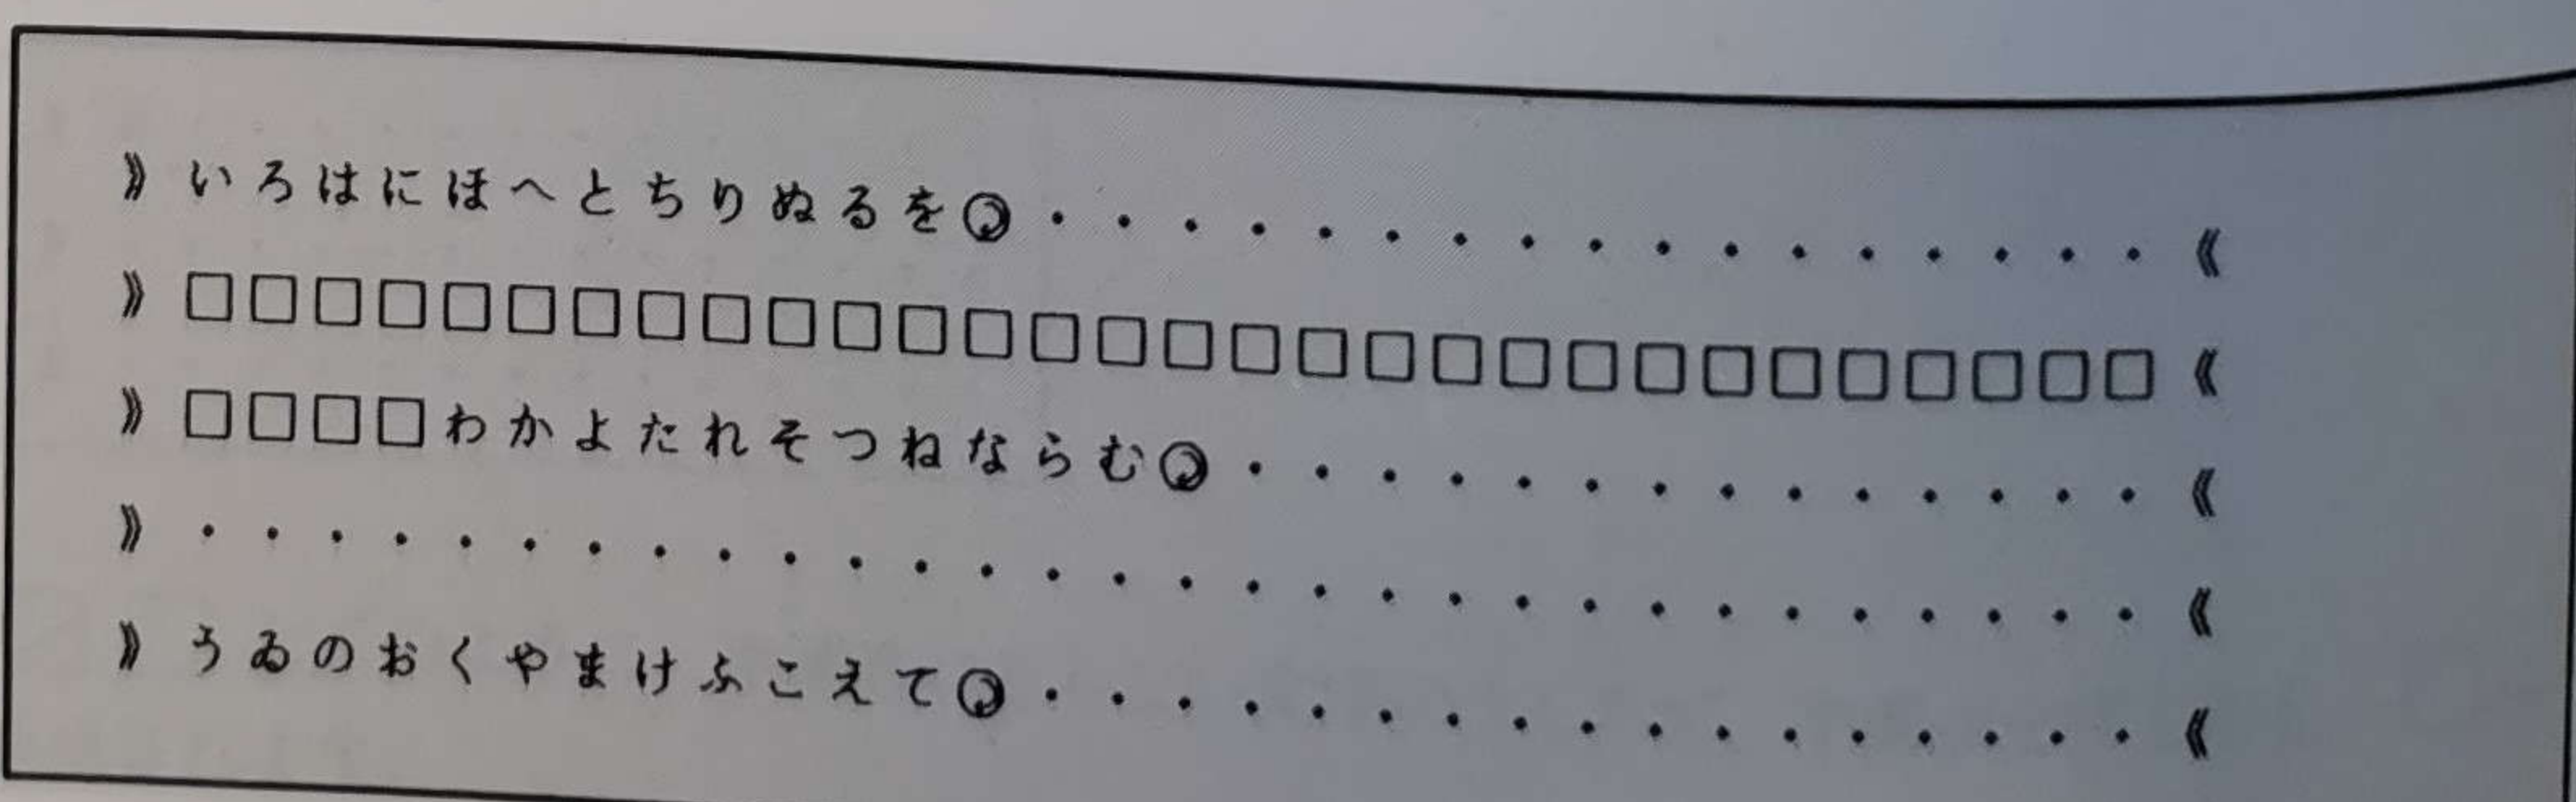 》いろはにほへとちりぬるを↵・・・・・・・・・・・・・・・・・《
》□□□□□□□□□□□□□□□□□□□□□□□□□□□□□□《
》□□□□わかよたれそつねならむ↵・・・・・・・・・・・・・・《
》・・・・・・・・・・・・・・・・・・・・・・・・・・・・・・《
》うゐのおくやまけふこえて↵・・・・・・・・・・・・・・・・・《